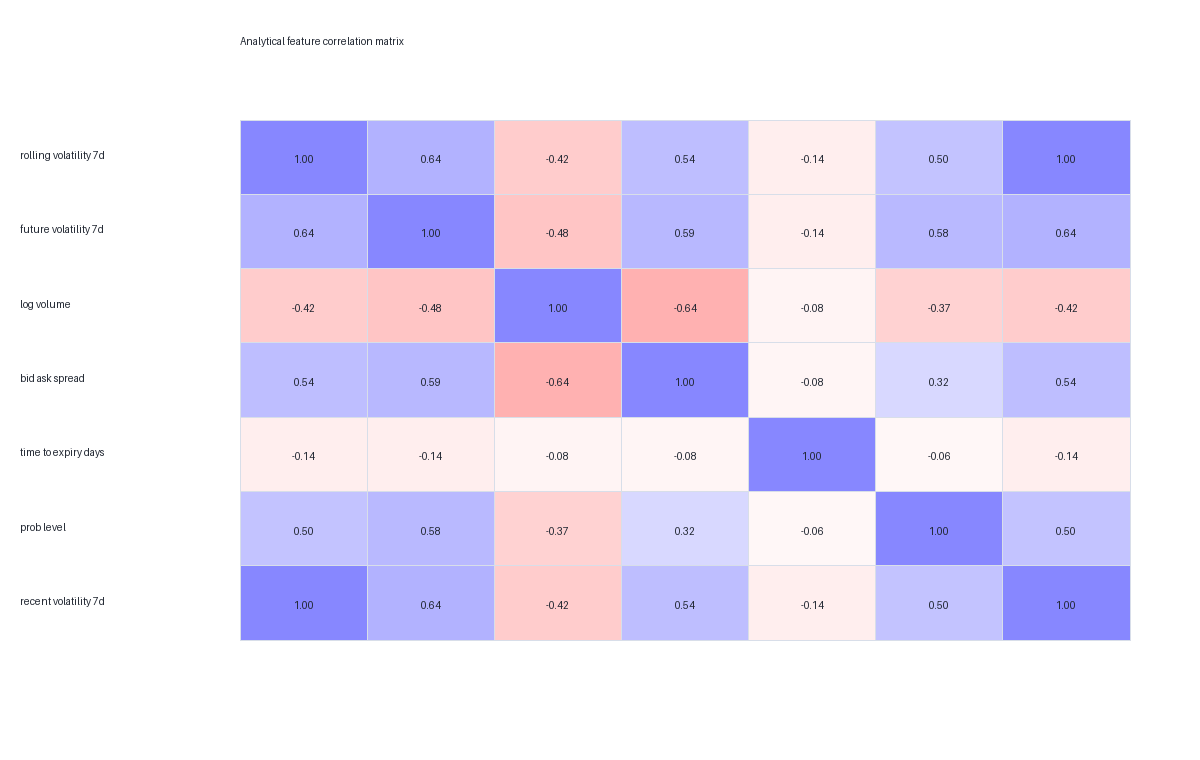 Analytical feature correlation matrix
rolling volatility 7d 1.00 0.64 -0.42 0.54 -0.14 0.50 1.00
future volatility 7d 0.64 1.00 -0.48 0.59 -0.14 0.58 0.64
log volume -0.42 -0.48 1.00 -0.64 -0.08 -0.37 -0.42
bid ask spread 0.54 0.59 -0.64 1.00 -0.08 0.32 0.54
time to expiry days -0.14 -0.14 -0.08 -0.08 1.00 -0.06 -0.14
prob level 0.50 0.58 -0.37 0.32 -0.06 1.00 0.50
recent volatility 7d 1.00 0.64 -0.42 0.54 -0.14 0.50 1.00